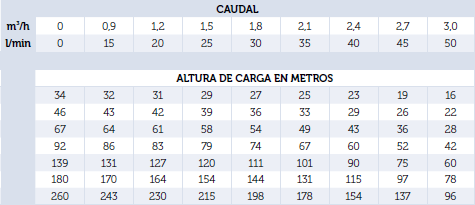 CAUDAL
m³/h 0 0,9 1,2 1,5 1,8 2,1 2,4 2,7 3,0
l/min 0 15 20 25 30 35 40 45 50
ALTURA DE CARGA EN METROS
34 32 31 29 27 25 23 19 16
46 43 42 39 36 33 29 26 22
67 64 61 58 54 49 43 36 28
92 86 83 79 74 67 60 52 42
139 131 127 120 111 101 90 75 60
180 170 164 154 144 131 115 97 78
260 243 230 215 198 178 154 137 96